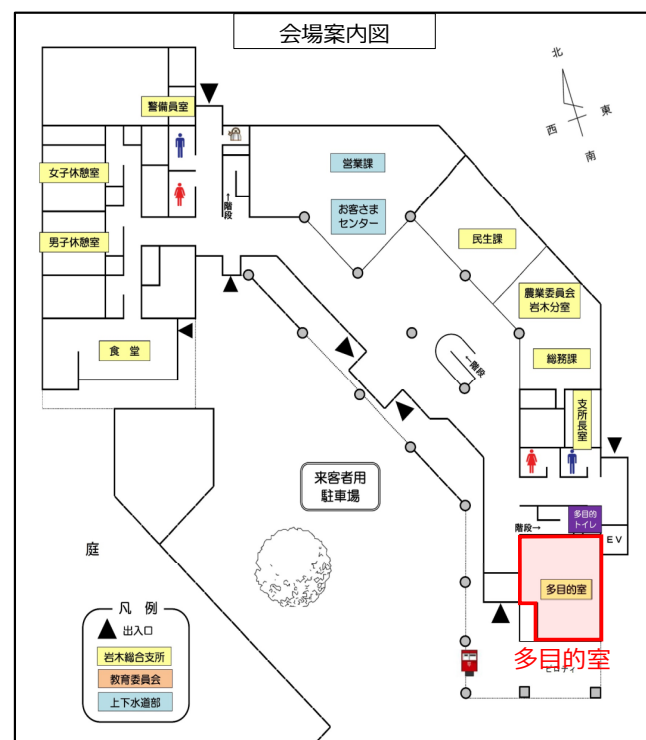 会場案内図
北
東
西
南
警備員室
営業課
女子休憩室
←階段
お客さま
センター
民生課
男子休憩室
農業委員会
岩木分室
食 堂
総務課
←階段
支所長室
来客者用
駐車場
多目的
トイレ
階段→
EV
庭
多目的室
凡 例
出入口
岩木総合支所
教育委員会
上下水道部
多目的室
ピロティ